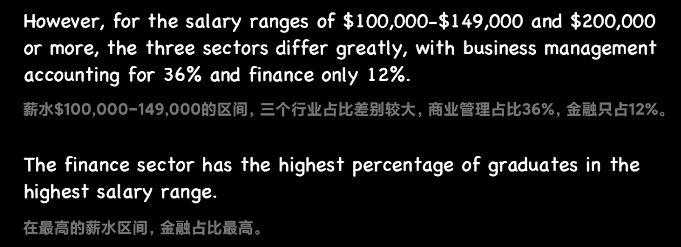 However, for the salary ranges of $100,000–$149,000 and $200,000
or more, the three sectors differ greatly, with business management
accounting for 36% and finance only 12%.
薪水$100,000-149,000的区间，三个行业占比差别较大，商业管理占比36%，金融只占12%。
The finance sector has the highest percentage of graduates in the
highest salary range.
在最高的薪水区间，金融占比最高。